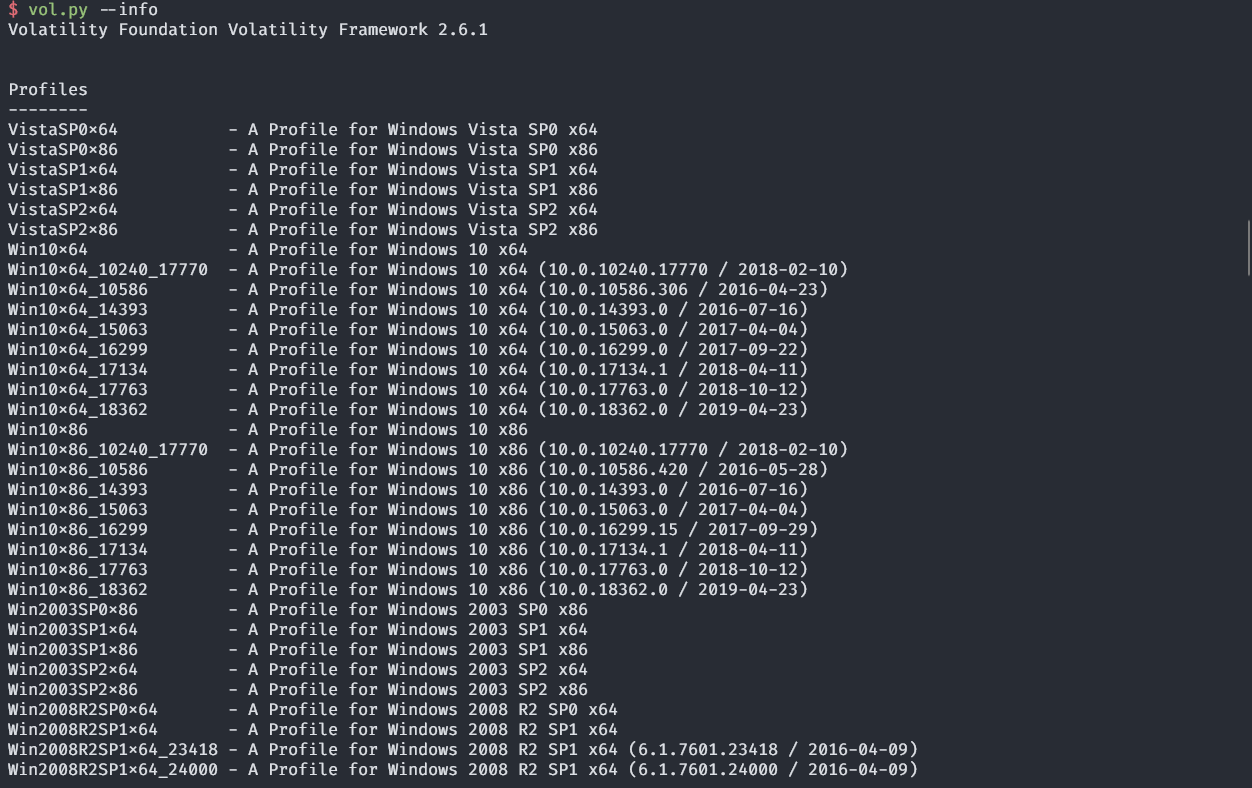 $ vol.py --info
Volatility Foundation Volatility Framework 2.6.1
Profiles
--------
VistaSP0x64 - A Profile for Windows Vista SP0 x64
VistaSP0x86 - A Profile for Windows Vista SP0 x86
VistaSP1x64 - A Profile for Windows Vista SP1 x64
VistaSP1x86 - A Profile for Windows Vista SP1 x86
VistaSP2x64 - A Profile for Windows Vista SP2 x64
VistaSP2x86 - A Profile for Windows Vista SP2 x86
Win10x64 - A Profile for Windows 10 x64
Win10x64_10240_17770 - A Profile for Windows 10 x64 (10.0.10240.17770 / 2018-02-10)
Win10x64_10586 - A Profile for Windows 10 x64 (10.0.10586.306 / 2016-04-23)
Win10x64_14393 - A Profile for Windows 10 x64 (10.0.14393.0 / 2016-07-16)
Win10x64_15063 - A Profile for Windows 10 x64 (10.0.15063.0 / 2017-04-04)
Win10x64_16299 - A Profile for Windows 10 x64 (10.0.16299.0 / 2017-09-22)
Win10x64_17134 - A Profile for Windows 10 x64 (10.0.17134.1 / 2018-04-11)
Win10x64_17763 - A Profile for Windows 10 x64 (10.0.17763.0 / 2018-10-12)
Win10x64_18362 - A Profile for Windows 10 x64 (10.0.18362.0 / 2019-04-23)
Win10x86 - A Profile for Windows 10 x86
Win10x86_10240_17770 - A Profile for Windows 10 x86 (10.0.10240.17770 / 2018-02-10)
Win10x86_10586 - A Profile for Windows 10 x86 (10.0.10586.420 / 2016-05-28)
Win10x86_14393 - A Profile for Windows 10 x86 (10.0.14393.0 / 2016-07-16)
Win10x86_15063 - A Profile for Windows 10 x86 (10.0.15063.0 / 2017-04-04)
Win10x86_16299 - A Profile for Windows 10 x86 (10.0.16299.15 / 2017-09-29)
Win10x86_17134 - A Profile for Windows 10 x86 (10.0.17134.1 / 2018-04-11)
Win10x86_17763 - A Profile for Windows 10 x86 (10.0.17763.0 / 2018-10-12)
Win10x86_18362 - A Profile for Windows 10 x86 (10.0.18362.0 / 2019-04-23)
Win2003SP0x86 - A Profile for Windows 2003 SP0 x86
Win2003SP1x64 - A Profile for Windows 2003 SP1 x64
Win2003SP1x86 - A Profile for Windows 2003 SP1 x86
Win2003SP2x64 - A Profile for Windows 2003 SP2 x64
Win2003SP2x86 - A Profile for Windows 2003 SP2 x86
Win2008R2SP0x64 - A Profile for Windows 2008 R2 SP0 x64
Win2008R2SP1x64 - A Profile for Windows 2008 R2 SP1 x64
Win2008R2SP1x64_23418 - A Profile for Windows 2008 R2 SP1 x64 (6.1.7601.23418 / 2016-04-09)
Win2008R2SP1x64_24000 - A Profile for Windows 2008 R2 SP1 x64 (6.1.7601.24000 / 2016-04-09)